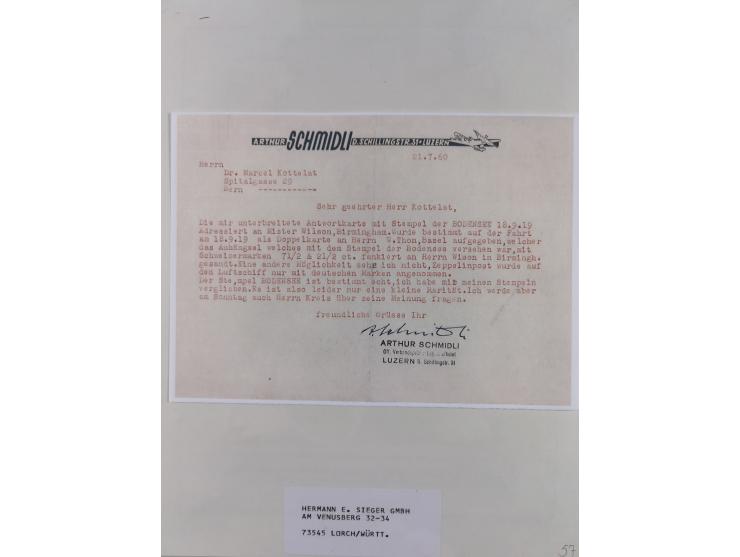 ARTHUR SCHMIDLI O. SCHILLINGSTR. 31 • LUZERN
21.7.60
Herrn
Dr. Marcel Kottelat
Spitalgasse 29
Bern ------------
Sehr geehrter Herr Kottelat,
Die mir unterbreitete Antwortkarte mit Stempel der BODENSEE 18.9.19
Adressiert an Mister Wilson,Birmingham.Wurde bestimmt auf der Fahrt
am 18.9.19 als Doppelkarte an Herrn W.Thon,Basel aufgegeben,welcher
das Anhängsel welches mit dem Stempel der Bodensee versehen war,mit
Schweizermarken 71/2 & 21/2 ct. fankiert an Herrn Wison in Birmingh.
gesandt.Eine andere Möglichkeit sehe ich nicht,Zeppelinpost wurde auf
den Luftschiff nur mit deutschen Marken angenommen.
Der Ste,mpel BODENSEE ist bestimmt echt,ich habe mit meinen Stempeln
verglichen.Es ist also leider nur eine kleine Rarität.Ich werde aber
am Sonntag auch Herrn Kreis über seine Meinung fragen.
freundliche Grüsse Ihr
A Schmidli
ARTHUR SCHMIDLI
LUZERN O. Schillingstr. 31
HERMANN E. SIEGER GMBH
AM VENUSBERG 32-34
73545 LORCH/WÜRTT.
57